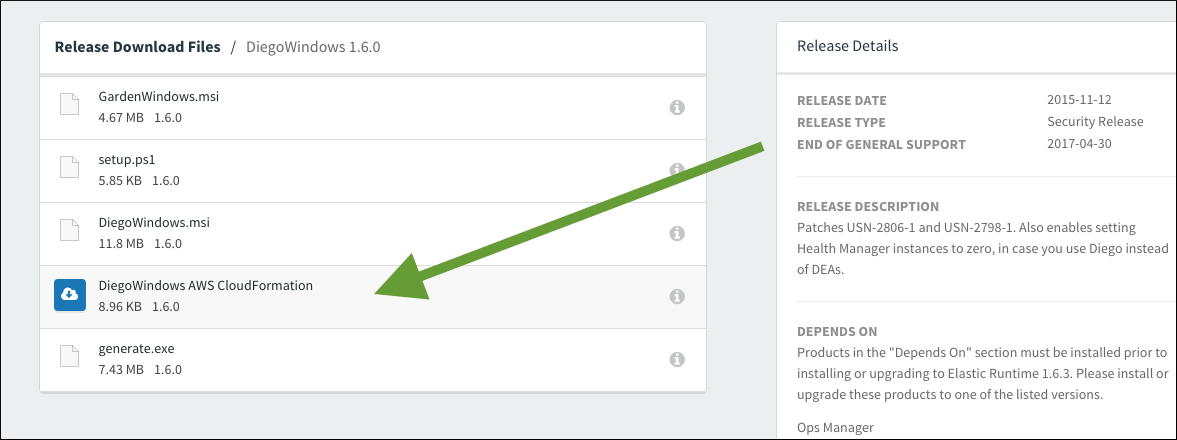 Release Download Files / DiegoWindows 1.6.0
GardenWindows.msi
4.67 MB 1.6.0
setup.ps1
5.85 KB 1.6.0
DiegoWindows.msi
11.8 MB 1.6.0
DiegoWindows AWS CloudFormation
8.96 KB 1.6.0
generate.exe
7.43 MB 1.6.0
Release Details
RELEASE DATE 2015-11-12
RELEASE TYPE Security Release
END OF GENERAL SUPPORT 2017-04-30
RELEASE DESCRIPTION
Patches USN-2806-1 and USN-2798-1. Also enables setting
Health Manager instances to zero, in case you use Diego instead
of DEAs.
DEPENDS ON
Products in the "Depends On" section must be installed prior to
installing or upgrading to Elastic Runtime 1.6.3. Please install or
upgrade these products to one of the listed versions.
Ops Manager